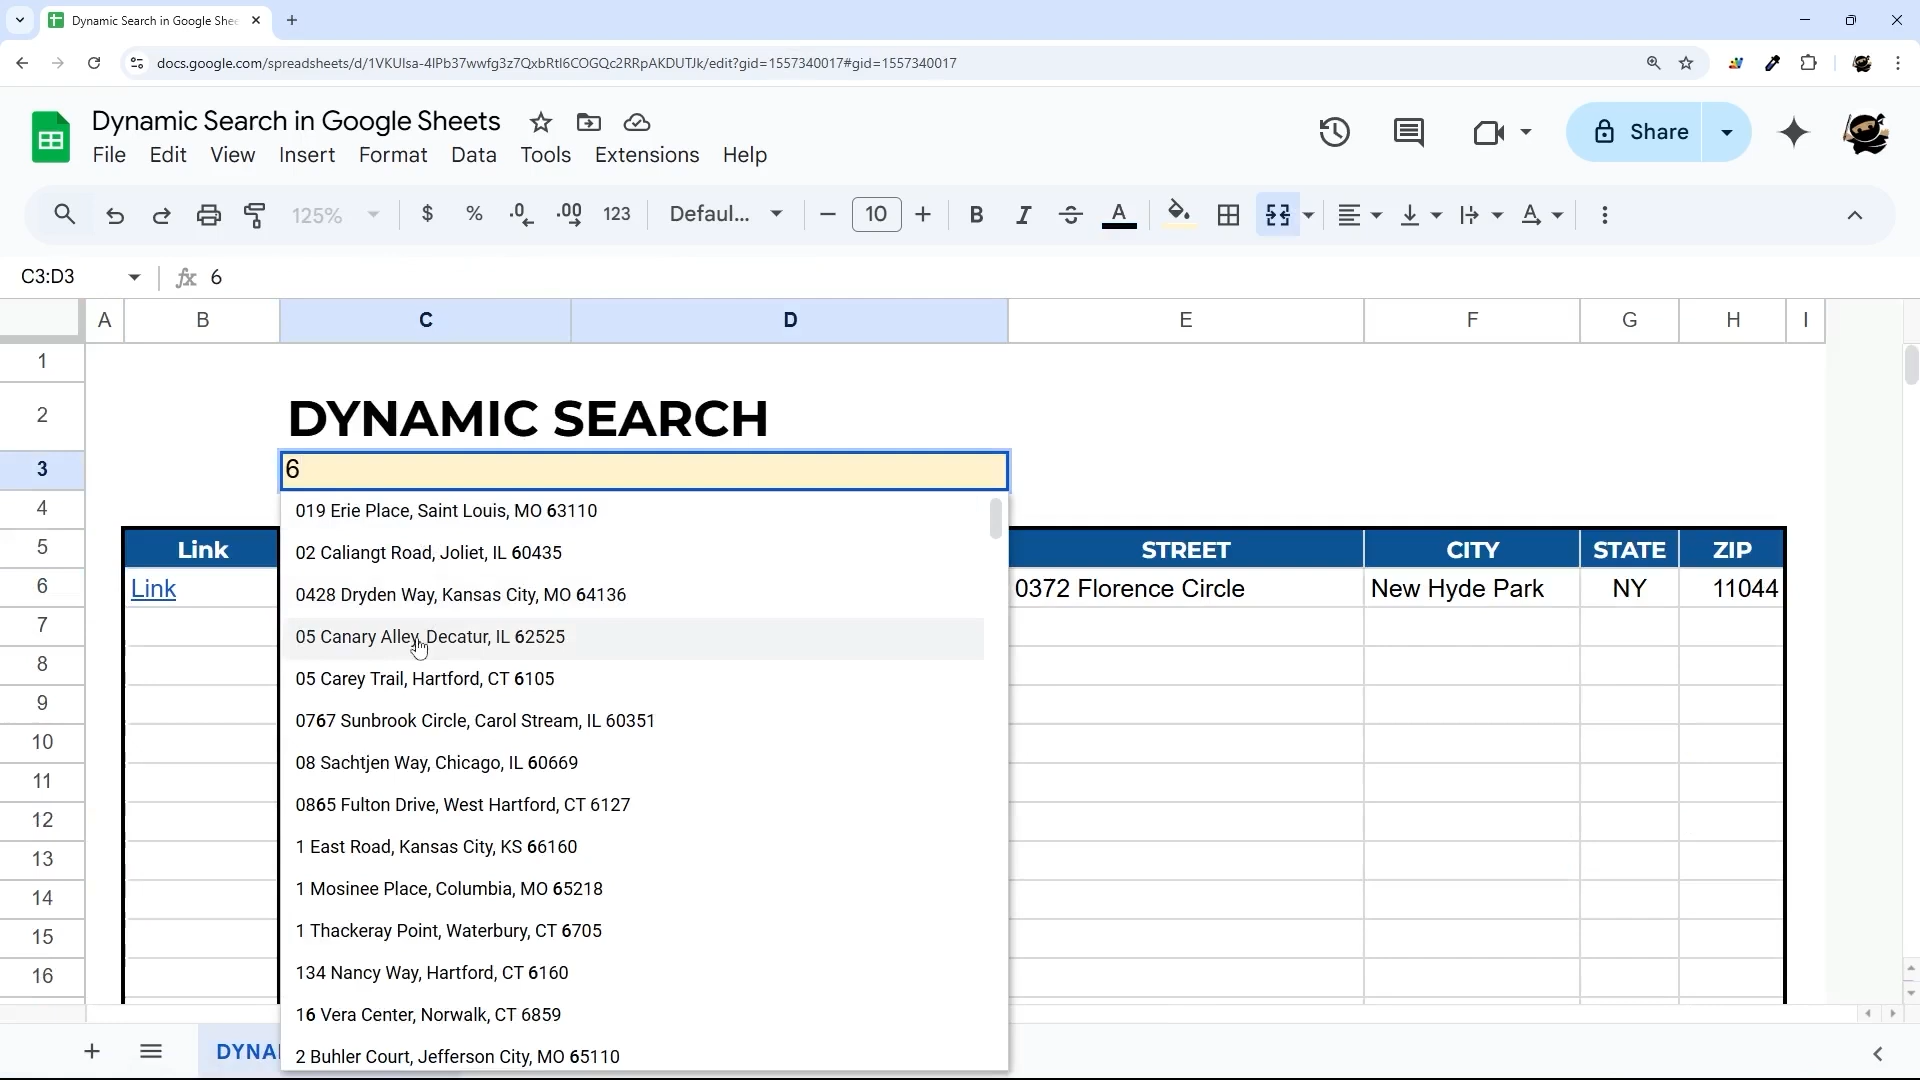 Dynamic Search in Google Shee
docs.google.com/spreadsheets/d/1VKUlsa-4lPb37wwfg3z7QxbRtl6COGQc2RRpAKDUTJk/edit?gid=1557340017#gid=1557340017
Dynamic Search in Google Sheets
File Edit View Insert Format Data Tools Extensions Help
Share
125% $ % .0 .00 123 Defaul... 10 B I A
C3:D3 fx 6
A B C D E F G H I
1
2 DYNAMIC SEARCH
3 6
4 019 Erie Place, Saint Louis, MO 63110
5 Link 02 Caliangt Road, Joliet, IL 60435 STREET CITY STATE ZIP
6 Link 0428 Dryden Way, Kansas City, MO 64136 0372 Florence Circle New Hyde Park NY 11044
7 05 Canary Alley, Decatur, IL 62525
8 05 Carey Trail, Hartford, CT 6105
9 0767 Sunbrook Circle, Carol Stream, IL 60351
10 08 Sachtjen Way, Chicago, IL 60669
11 0865 Fulton Drive, West Hartford, CT 6127
12 1 East Road, Kansas City, KS 66160
13 1 Mosinee Place, Columbia, MO 65218
14 1 Thackeray Point, Waterbury, CT 6705
15 134 Nancy Way, Hartford, CT 6160
16 16 Vera Center, Norwalk, CT 6859
DYNA 2 Buhler Court, Jefferson City, MO 65110